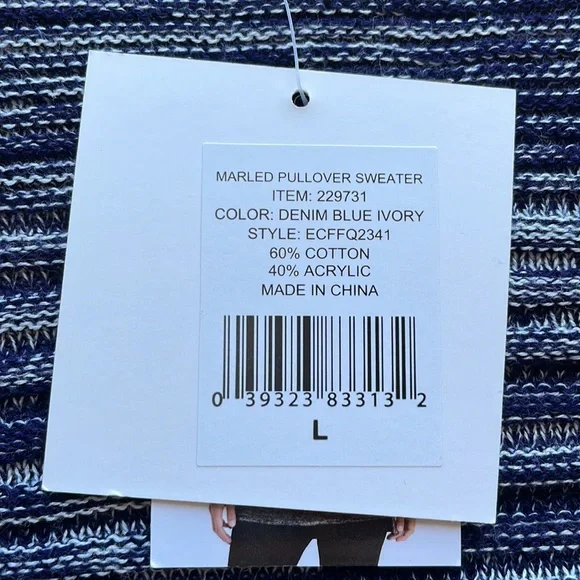 MARLED PULLOVER SWEATER
ITEM: 229731
COLOR: DENIM BLUE IVORY
STYLE: ECFFQ2341
60% COTTON
40% ACRYLIC
MADE IN CHINA
0 39323 83313 2
L